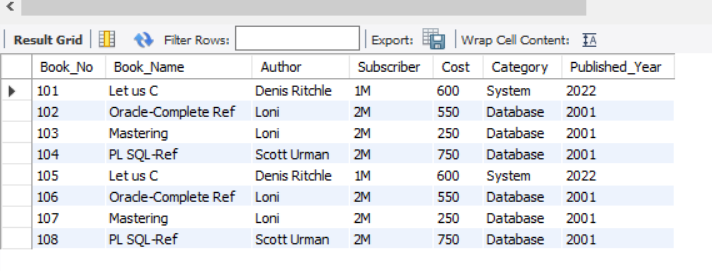 Result Grid Filter Rows: Export: Wrap Cell Content: IA
Book_No Book_Name Author Subscriber Cost Category Published_Year
101 Let us C Denis Ritchle 1M 600 System 2022
102 Oracle-Complete Ref Loni 2M 550 Database 2001
103 Mastering Loni 2M 250 Database 2001
104 PL SQL-Ref Scott Urman 2M 750 Database 2001
105 Let us C Denis Ritchle 1M 600 System 2022
106 Oracle-Complete Ref Loni 2M 550 Database 2001
107 Mastering Loni 2M 250 Database 2001
108 PL SQL-Ref Scott Urman 2M 750 Database 2001